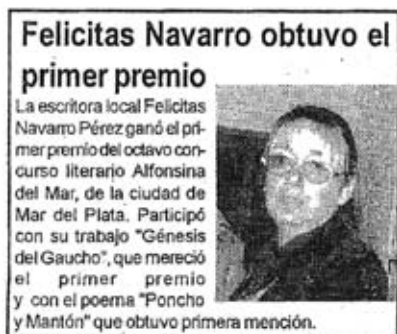 Felicitas Navarro obtuvo el
primer premio
La escritora local Felicitas
Navarro Pérez ganó el pri-
mer premio del octavo con-
curso literario Alfonsina
del Mar, de la ciudad de
Mar del Plata. Participó
con su trabajo "Génesis
del Gaucho", que mereció
el primer premio
y con el poema "Poncho
y Mantón" que obtuvo primera mención.